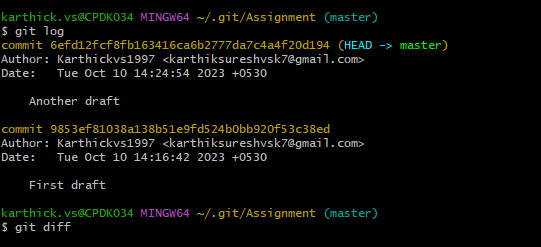 karthick.vs@CPDK034 MINGW64 ~/.git/Assignment (master)
$ git log
commit 6efd12fcf8fb163416ca6b2777da7c4a4f20d194 (HEAD -> master)
Author: Karthickvs1997 <karthiksureshvsk7@gmail.com>
Date:   Tue Oct 10 14:24:54 2023 +0530
    Another draft
commit 9853ef81038a138b51e9fd524b0bb920f53c38ed
Author: Karthickvs1997 <karthiksureshvsk7@gmail.com>
Date:   Tue Oct 10 14:16:42 2023 +0530
    First draft
karthick.vs@CPDK034 MINGW64 ~/.git/Assignment (master)
$ git diff